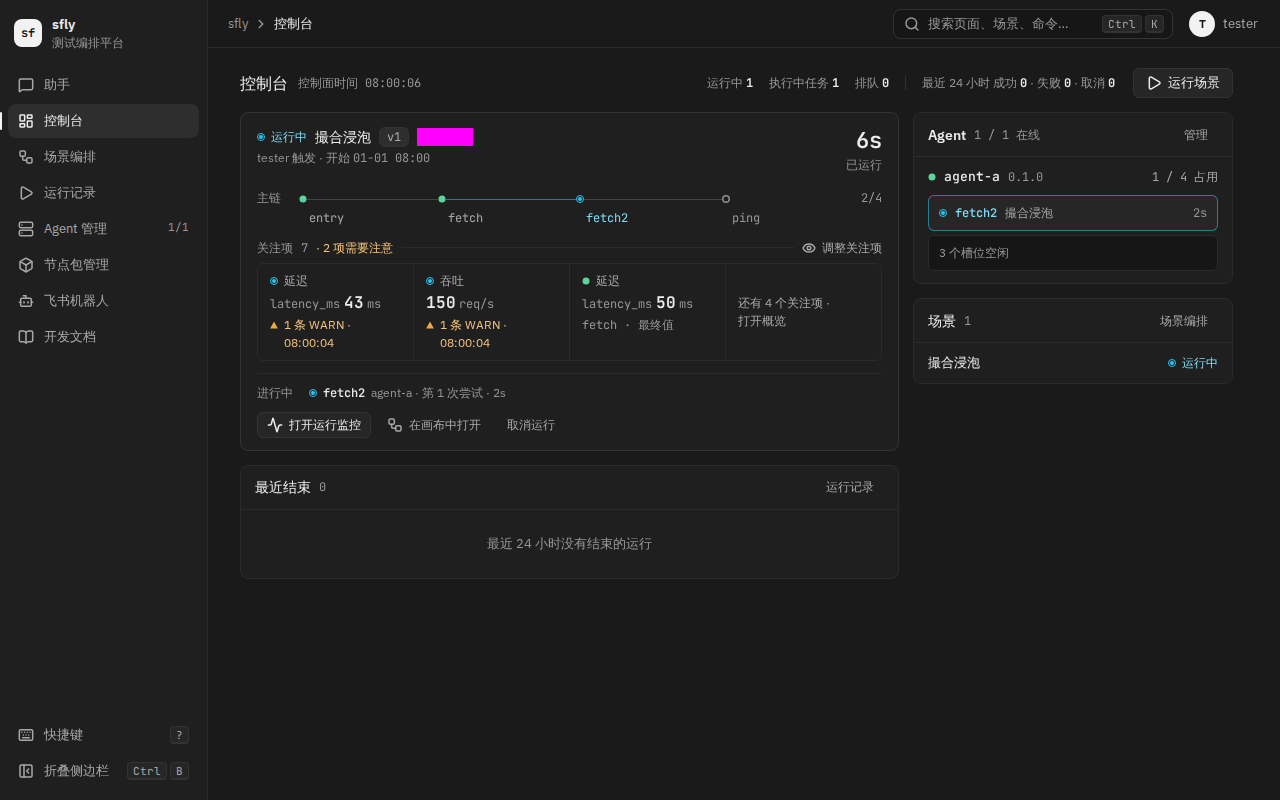 sf sfly
测试编排平台
助手
控制台
场景编排
运行记录
Agent 管理 1/1
节点包管理
飞书机器人
开发文档
快捷键 ?
折叠侧边栏 Ctrl B
sfly > 控制台
搜索页面、场景、命令... Ctrl K
T tester
控制台 控制面时间 08:00:06
运行中 1 执行中任务 1 排队 0 最近 24 小时 成功 0 · 失败 0 · 取消 0
运行场景
运行中 撮合浸泡 v1
tester 触发 · 开始 01-01 08:00
6s
已运行
主链 2/4
entry fetch fetch2 ping
关注项 7 · 2 项需要注意 调整关注项
延迟
latency_ms 43 ms
1 条 WARN ·
08:00:04
吞吐
150 req/s
1 条 WARN ·
08:00:04
延迟
latency_ms 50 ms
fetch · 最终值
还有 4 个关注项 ·
打开概览
进行中 fetch2 agent-a · 第 1 次尝试 · 2s
打开运行监控 在画布中打开 取消运行
最近结束 0 运行记录
最近 24 小时没有结束的运行
Agent 1 / 1 在线 管理
agent-a 0.1.0 1 / 4 占用
fetch2 撮合浸泡 2s
3 个槽位空闲
场景 1 场景编排
撮合浸泡 运行中